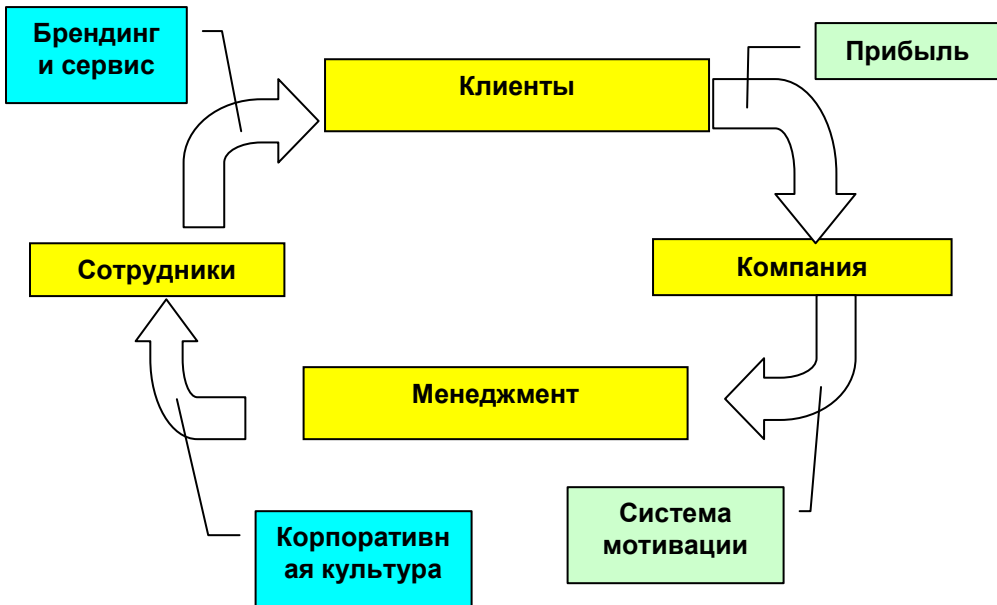 Брендинг
и сервис
Прибыль
Клиенты
Сотрудники
Компания
Менеджмент
Система
мотивации
Корпоративн
ая культура